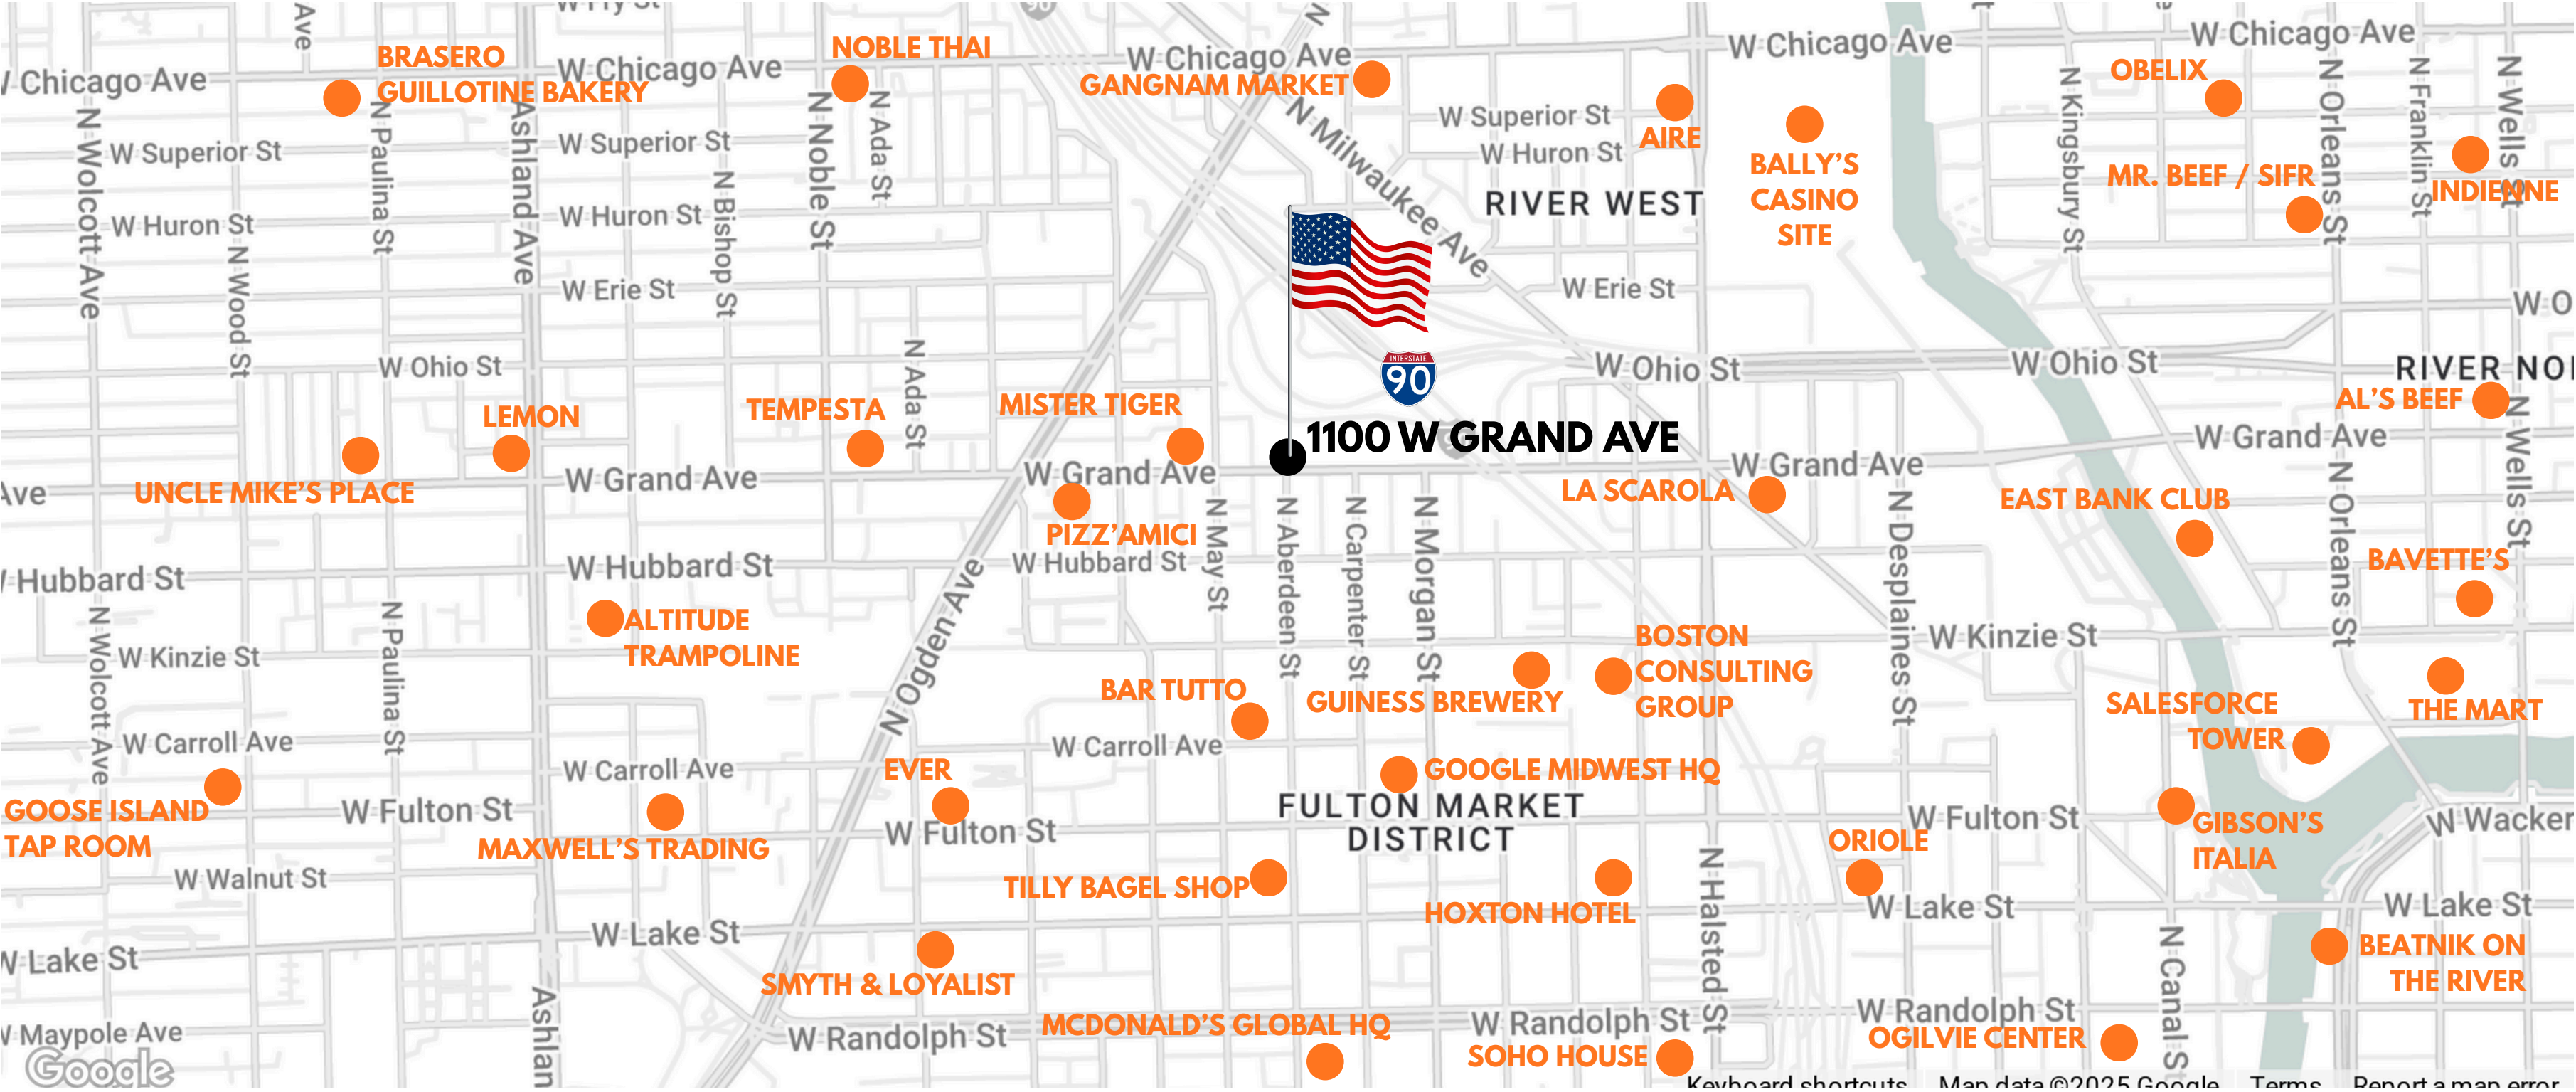 W Fry St
90
N
Ave
BRASERO
GUILLOTINE BAKERY
NOBLE THAI
W Chicago Ave
GANGNAM MARKET
W Chicago Ave
W Chicago Ave
OBELIX
W Chicago Ave
W Chicago Ave
N Wolcott Ave
N Paulina St
Ashland Ave
N Noble St
N Ada St
N Milwaukee Ave
W Superior St
AIRE
BALLY'S
CASINO
SITE
N Kingsbury St
N Orleans St
N Franklin St
N Wells St
W Superior St
W Superior St
W Huron St
MR. BEEF / SIFR
INDIENNE
N Bishop St
RIVER WEST
W Huron St
W Huron St
N Wood St
W Erie St
W Erie St
W O
W Ohio St
N Ada St
INTERSTATE
90
W Ohio St
W Ohio St
RIVER NO
LEMON
TEMPESTA
MISTER TIGER
AL'S BEEF
1100 W GRAND AVE
W Grand Ave
UNCLE MIKE'S PLACE
W Grand Ave
W Grand Ave
W Grand Ave
LA SCAROLA
EAST BANK CLUB
N Wells St
Ave
PIZZ'AMICI
N May St
N Aberdeen St
N Carpenter St
N Morgan St
N Desplaines St
N Orleans St
W Hubbard St
W Hubbard St
W Hubbard St
BAVETTE'S
N Wolcott Ave
N Paulina St
ALTITUDE
TRAMPOLINE
N Ogden Ave
W Kinzie St
BOSTON
CONSULTING
GROUP
W Kinzie St
BAR TUTTO
GUINESS BREWERY
SALESFORCE
TOWER
THE MART
W Carroll Ave
W Carroll Ave
W Carroll Ave
EVER
GOOGLE MIDWEST HQ
GOOSE ISLAND
TAP ROOM
W Fulton St
MAXWELL'S TRADING
W Fulton St
FULTON MARKET
DISTRICT
ORIOLE
W Fulton St
GIBSON'S
ITALIA
W Wacker
W Walnut St
TILLY BAGEL SHOP
HOXTON HOTEL
N Halsted St
W Lake St
W Lake St
W Lake St
W Lake St
BEATNIK ON
THE RIVER
N Canal S
SMYTH & LOYALIST
Ashlan
W Maypole Ave
W Randolph St
MCDONALD'S GLOBAL HQ
W Randolph St
SOHO HOUSE
W Randolph St
OGILVIE CENTER
Google
Keyboard shortcuts
Map data ©2025 Google
Terms
Report a map error